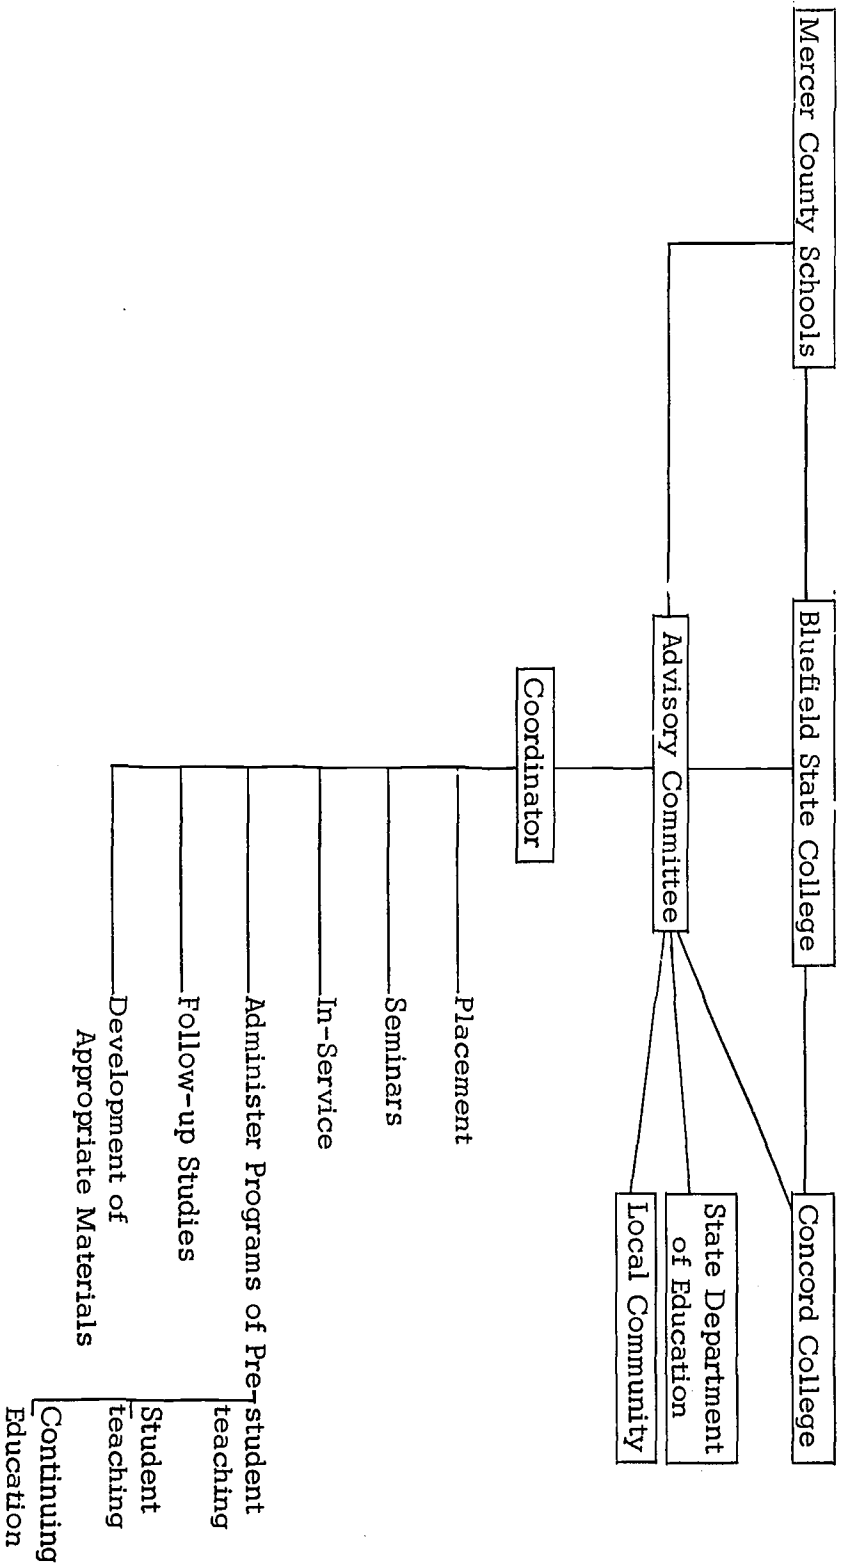 Mercer County Schools
Bluefield State College
Concord College
Advisory Committee
State Department
of Education
Local Community
Coordinator
Placement
Seminars
In-Service
Administer Programs of Pre-student
teaching
Student
teaching
Continuing
Education
Follow-up Studies
Development of
Appropriate Materials